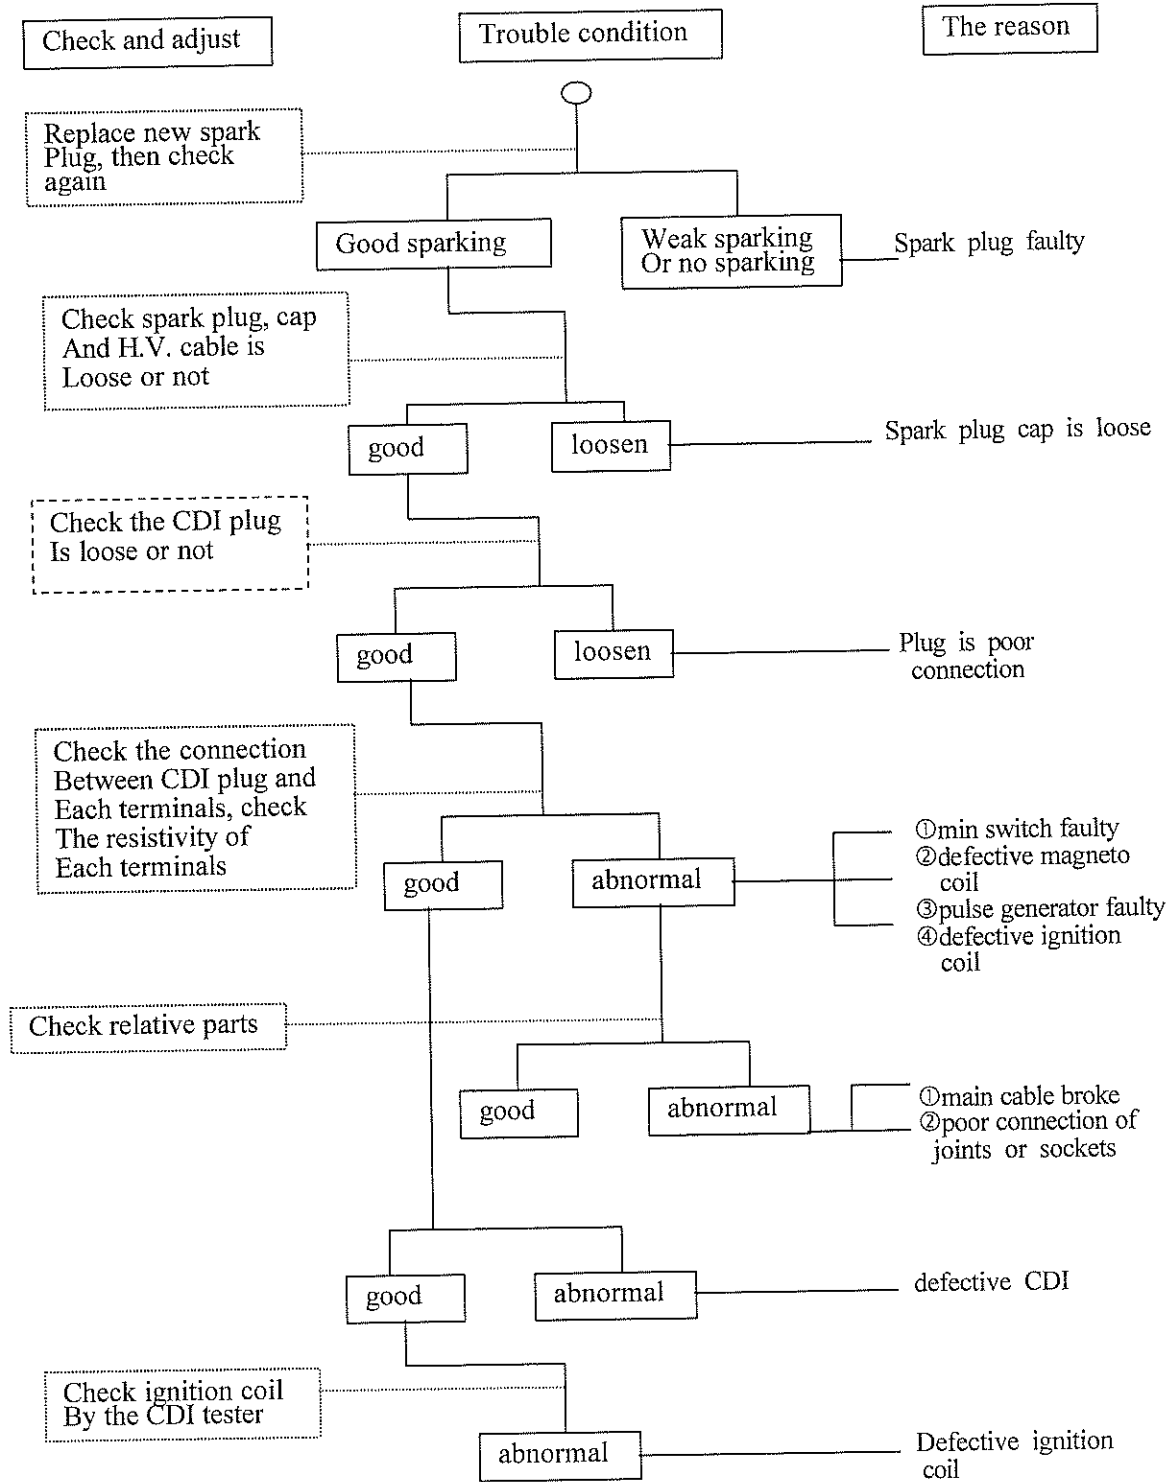 Check and adjust
Trouble condition
The reason
Replace new spark
Plug, then check
again
Good sparking
Weak sparking
Or no sparking
Spark plug faulty
Check spark plug, cap
And H.V. cable is
Loose or not
good
loosen
Spark plug cap is loose
Check the CDI plug
Is loose or not
good
loosen
Plug is poor
connection
Check the connection
Between CDI plug and
Each terminals, check
The resistivity of
Each terminals
good
abnormal
①min switch faulty
②defective magneto
coil
③pulse generator faulty
④defective ignition
coil
Check relative parts
good
abnormal
①main cable broke
②poor connection of
joints or sockets
good
abnormal
defective CDI
Check ignition coil
By the CDI tester
abnormal
Defective ignition
coil